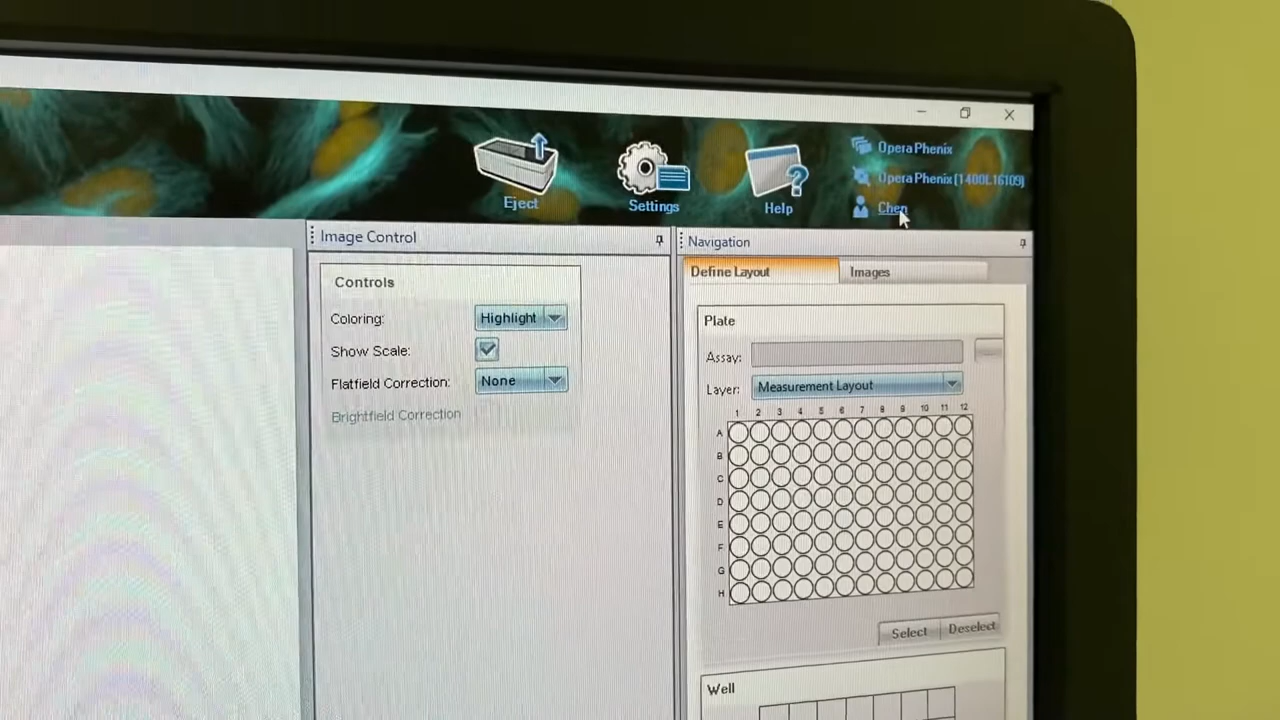 Opera Phenix
Opera Phenix [1400L16109]
Chen
Eject
Settings
Help
Image Control
Navigation
Define Layout
Images
Controls
Coloring:
Highlight
Show Scale:
Flatfield Correction:
None
Brightfield Correction
Plate
Assay:
Layer:
Measurement Layout
1 2 3 4 5 6 7 8 9 10 11 12
A
B
C
D
E
F
G
H
Select
Deselect
Well